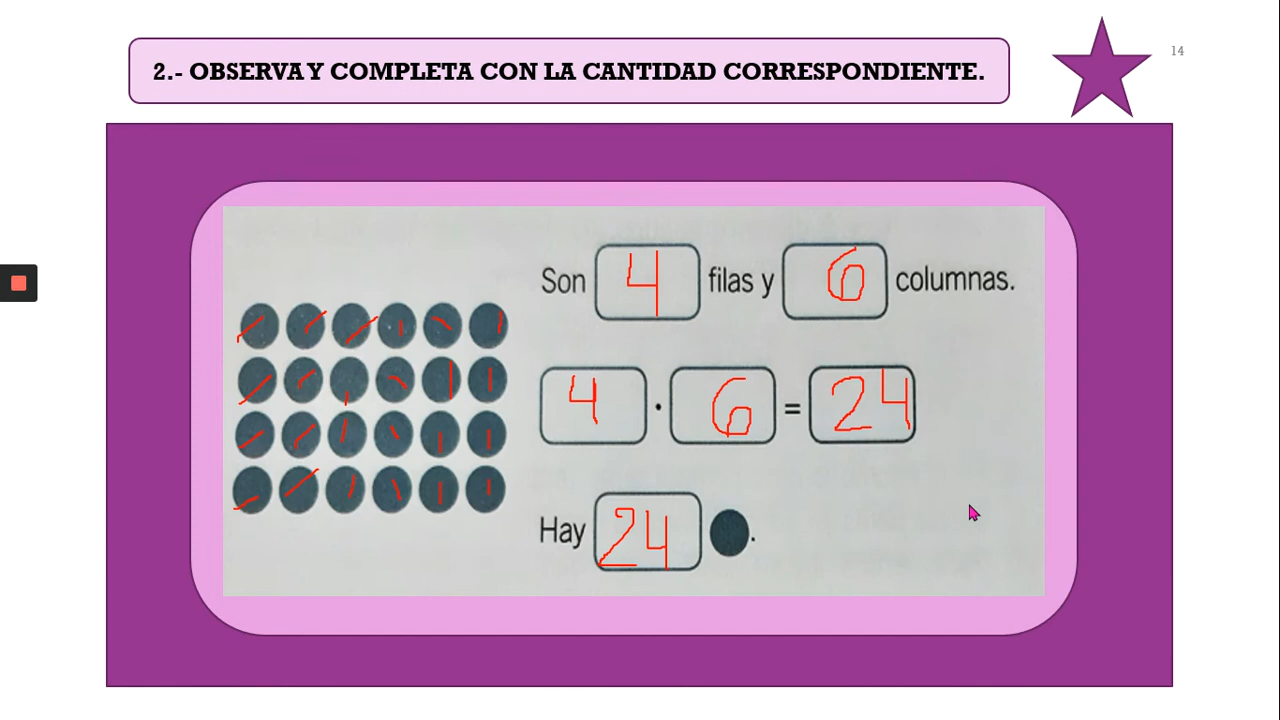 2.- OBSERVA Y COMPLETA CON LA CANTIDAD CORRESPONDIENTE.
14
Son 4 filas y 6 columnas.
4 · 6 = 24
Hay 24 .